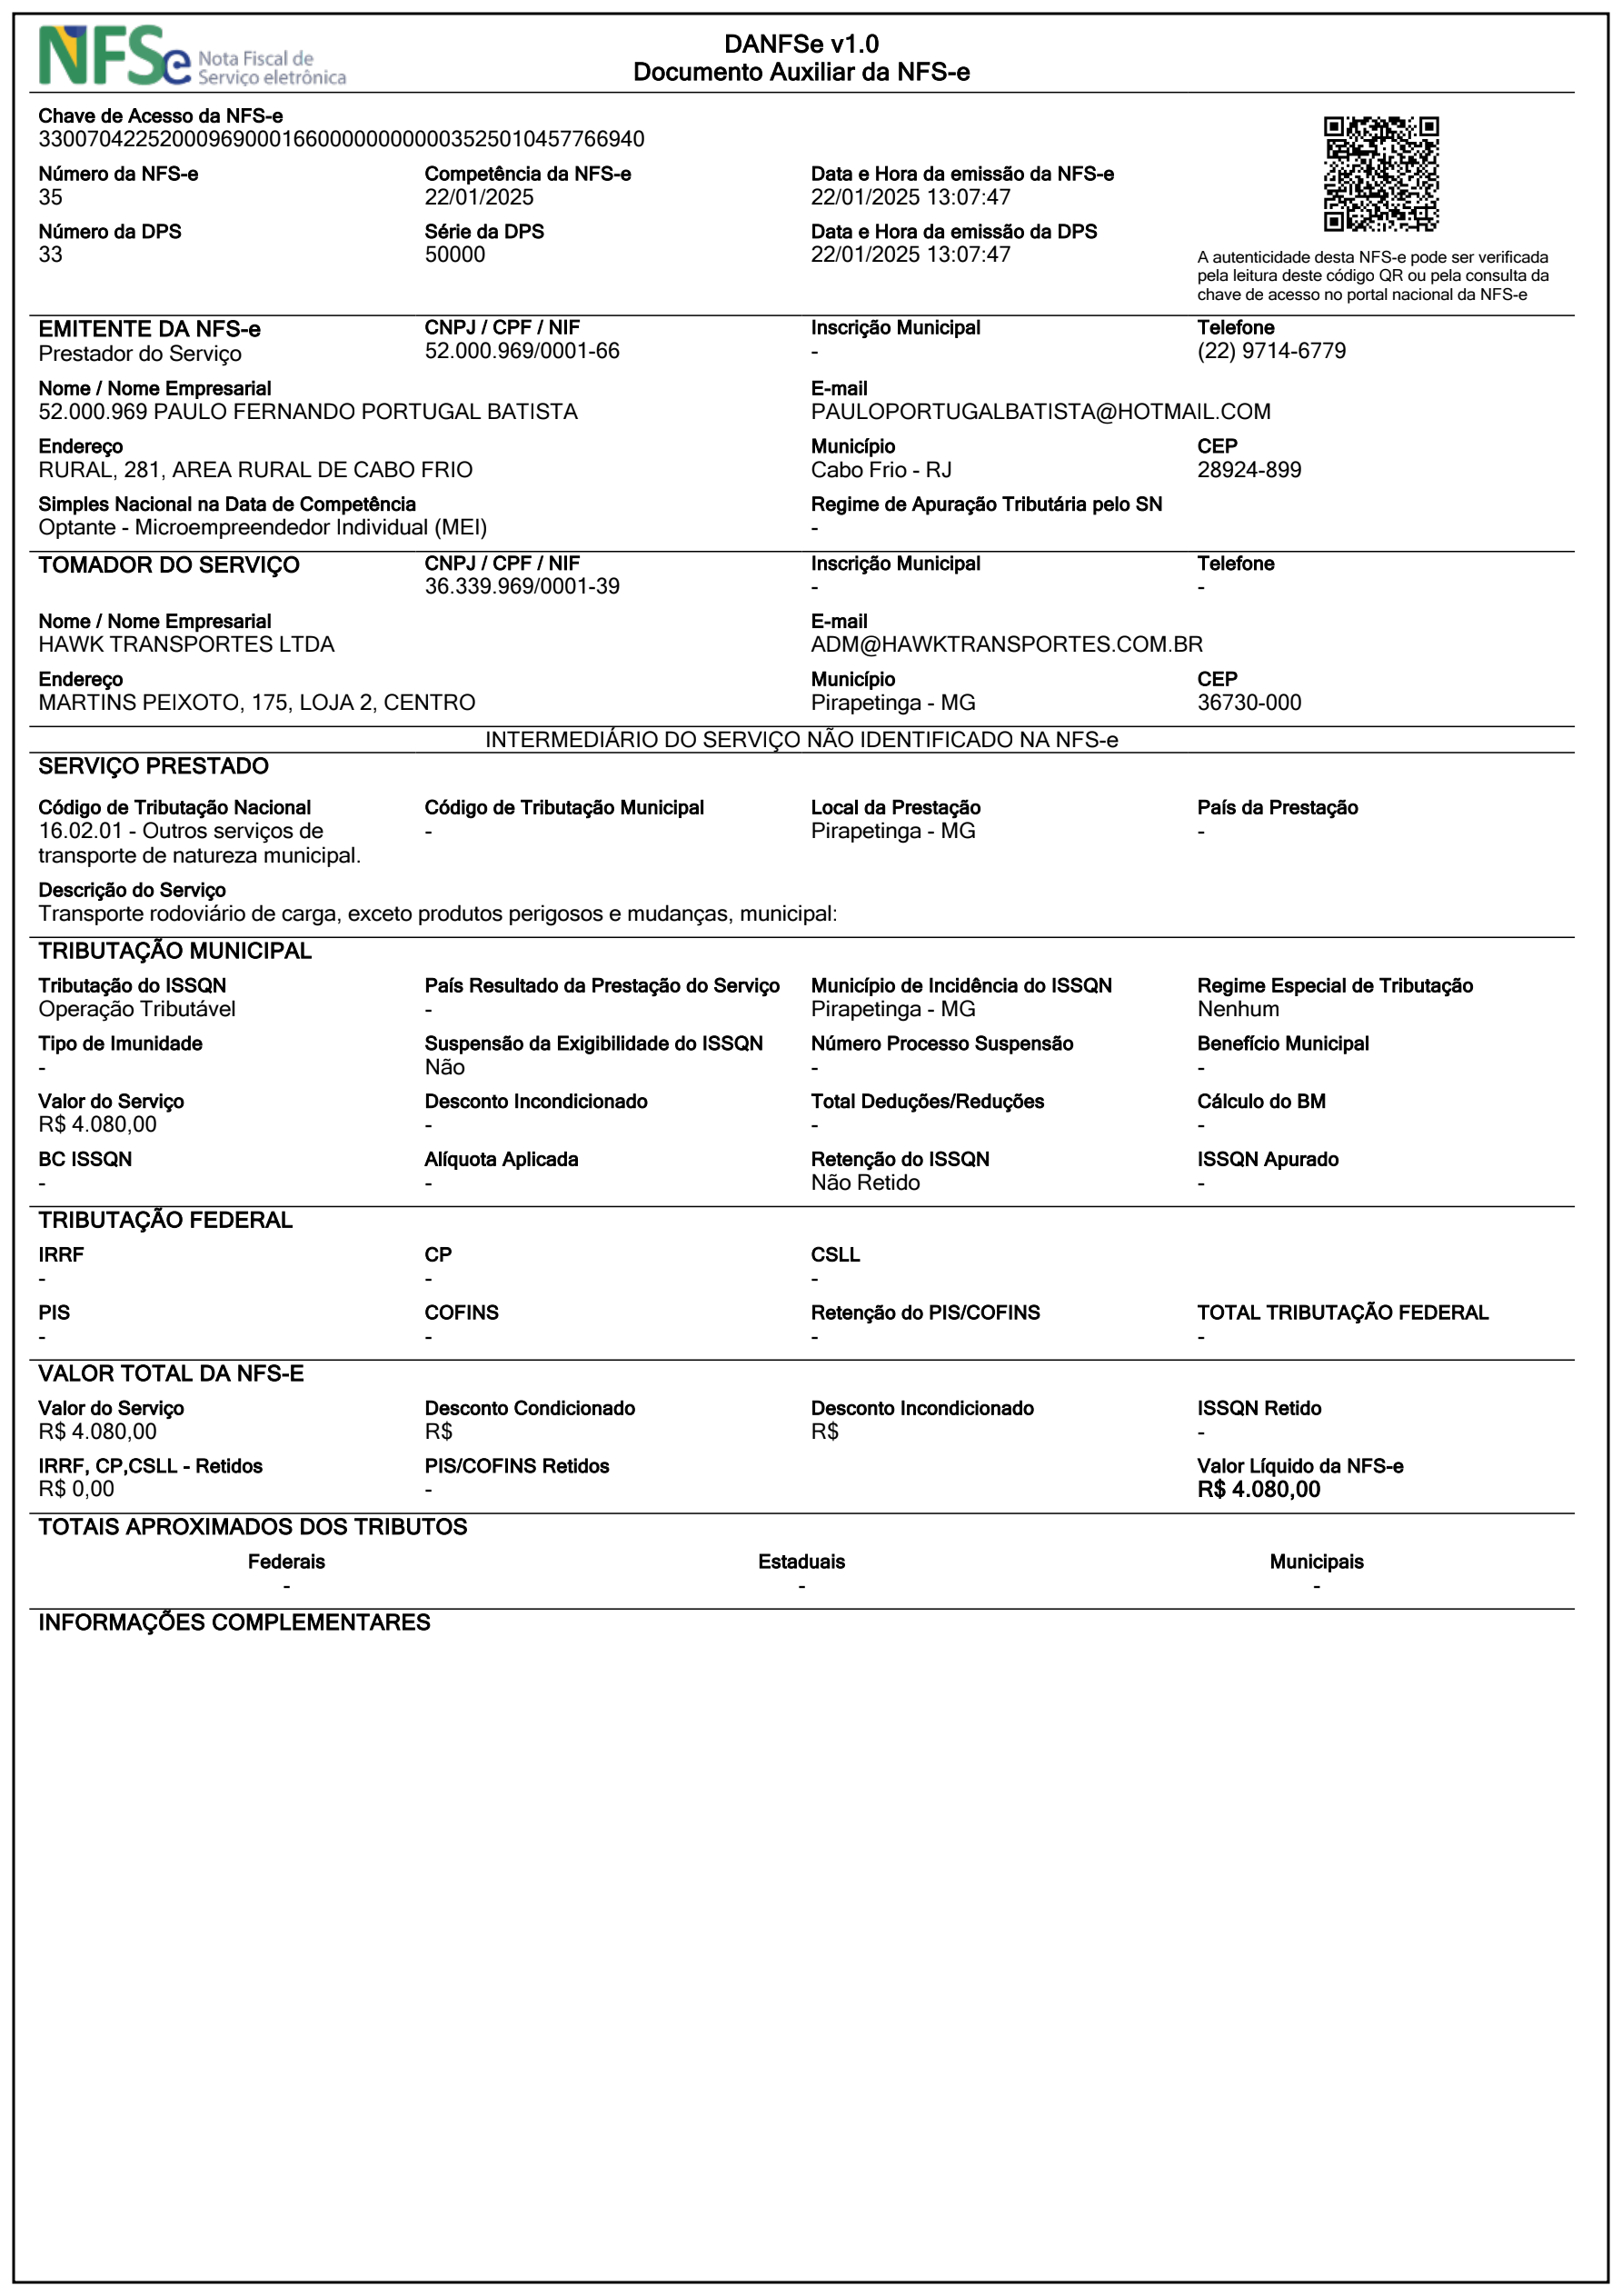 NFSe Nota Fiscal de
Serviço eletrônica
DANFSe v1.0
Documento Auxiliar da NFS-e
Chave de Acesso da NFS-e
33007042252000969000166000000000003525010457766940
Número da NFS-e Competência da NFS-e Data e Hora da emissão da NFS-e
35 22/01/2025 22/01/2025 13:07:47
Número da DPS Série da DPS Data e Hora da emissão da DPS
33 50000 22/01/2025 13:07:47
A autenticidade desta NFS-e pode ser verificada
pela leitura deste código QR ou pela consulta da
chave de acesso no portal nacional da NFS-e
EMITENTE DA NFS-e CNPJ / CPF / NIF Inscrição Municipal Telefone
Prestador do Serviço 52.000.969/0001-66 - (22) 9714-6779
Nome / Nome Empresarial E-mail
52.000.969 PAULO FERNANDO PORTUGAL BATISTA PAULOPORTUGALBATISTA@HOTMAIL.COM
Endereço Município CEP
RURAL, 281, AREA RURAL DE CABO FRIO Cabo Frio - RJ 28924-899
Simples Nacional na Data de Competência Regime de Apuração Tributária pelo SN
Optante - Microempreendedor Individual (MEI) -
TOMADOR DO SERVIÇO CNPJ / CPF / NIF Inscrição Municipal Telefone
36.339.969/0001-39 - -
Nome / Nome Empresarial E-mail
HAWK TRANSPORTES LTDA ADM@HAWKTRANSPORTES.COM.BR
Endereço Município CEP
MARTINS PEIXOTO, 175, LOJA 2, CENTRO Pirapetinga - MG 36730-000
INTERMEDIÁRIO DO SERVIÇO NÃO IDENTIFICADO NA NFS-e
SERVIÇO PRESTADO
Código de Tributação Nacional Código de Tributação Municipal Local da Prestação País da Prestação
16.02.01 - Outros serviços de - Pirapetinga - MG -
transporte de natureza municipal.
Descrição do Serviço
Transporte rodoviário de carga, exceto produtos perigosos e mudanças, municipal:
TRIBUTAÇÃO MUNICIPAL
Tributação do ISSQN País Resultado da Prestação do Serviço Município de Incidência do ISSQN Regime Especial de Tributação
Operação Tributável - Pirapetinga - MG Nenhum
Tipo de Imunidade Suspensão da Exigibilidade do ISSQN Número Processo Suspensão Benefício Municipal
- Não - -
Valor do Serviço Desconto Incondicionado Total Deduções/Reduções Cálculo do BM
R$ 4.080,00 - - -
BC ISSQN Alíquota Aplicada Retenção do ISSQN ISSQN Apurado
- - Não Retido -
TRIBUTAÇÃO FEDERAL
IRRF CP CSLL
- - -
PIS COFINS Retenção do PIS/COFINS TOTAL TRIBUTAÇÃO FEDERAL
- - - -
VALOR TOTAL DA NFS-E
Valor do Serviço Desconto Condicionado Desconto Incondicionado ISSQN Retido
R$ 4.080,00 R$ R$ -
IRRF, CP,CSLL - Retidos PIS/COFINS Retidos Valor Líquido da NFS-e
R$ 0,00 - R$ 4.080,00
TOTAIS APROXIMADOS DOS TRIBUTOS
Federais Estaduais Municipais
- - -
INFORMAÇÕES COMPLEMENTARES